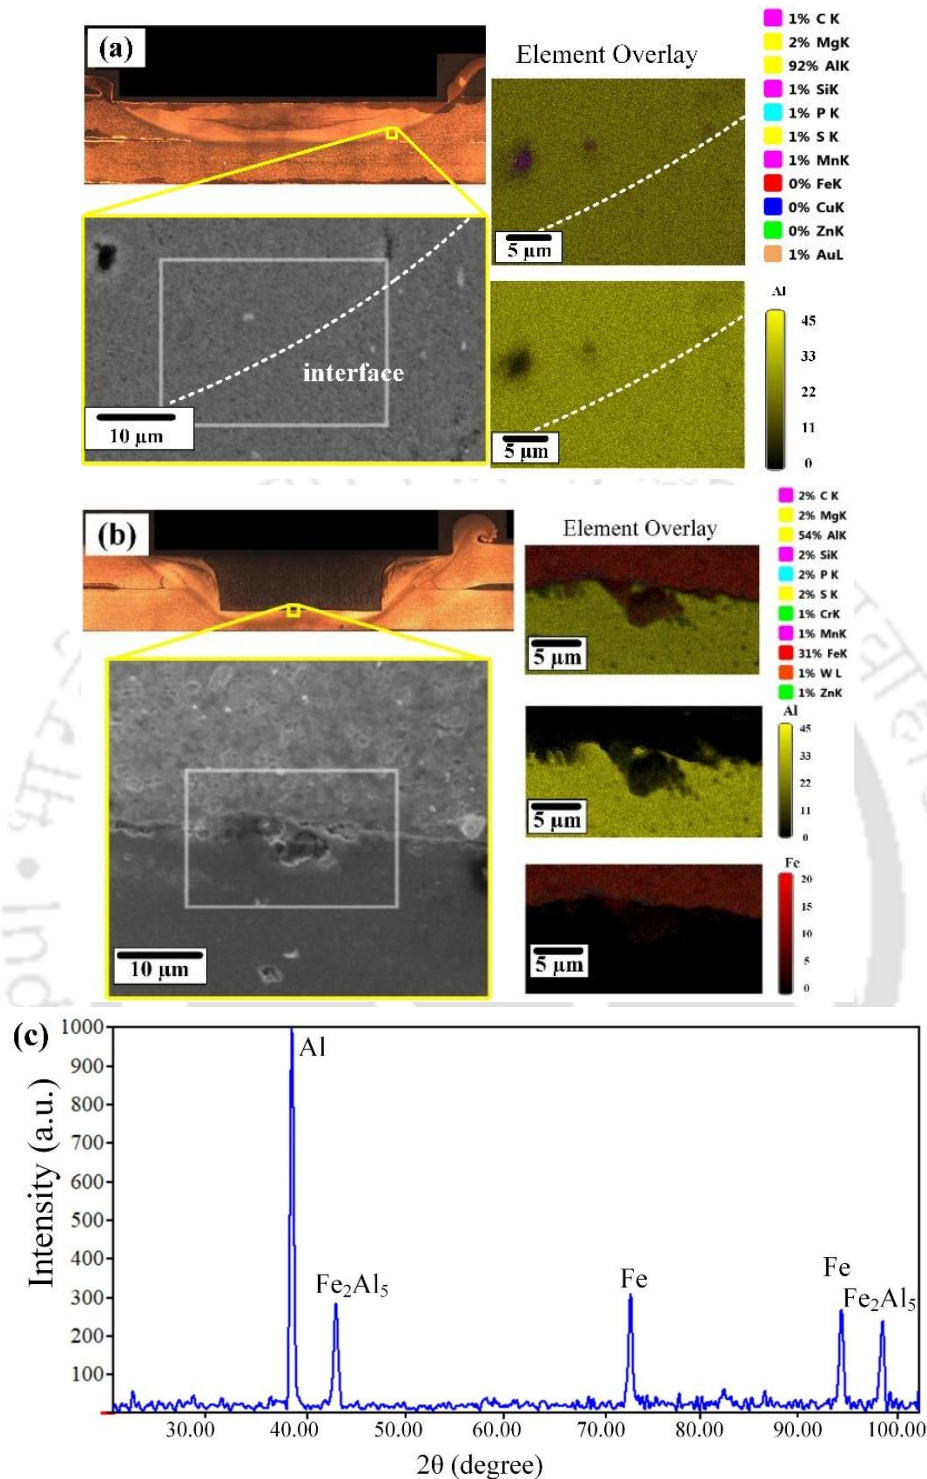 (a)
Element Overlay
1% C K
2% MgK
92% AlK
1% SiK
1% P K
1% S K
1% MnK
0% FeK
0% CuK
0% ZnK
1% AuL
5 µm
interface
10 µm
5 µm
Al
45
33
22
11
0
(b)
Element Overlay
2% C K
2% MgK
54% AlK
2% SiK
2% P K
2% S K
1% CrK
1% MnK
31% FeK
1% W L
1% ZnK
5 µm
10 µm
Al
45
33
22
11
0
5 µm
Fe
20
15
10
5
0
5 µm
(c)
Intensity (a.u.)
1000
900
800
700
600
500
400
300
200
100
Al
Fe₂Al₅
Fe
Fe
Fe₂Al₅
30.00 40.00 50.00 60.00 70.00 80.00 90.00 100.00
2θ (degree)